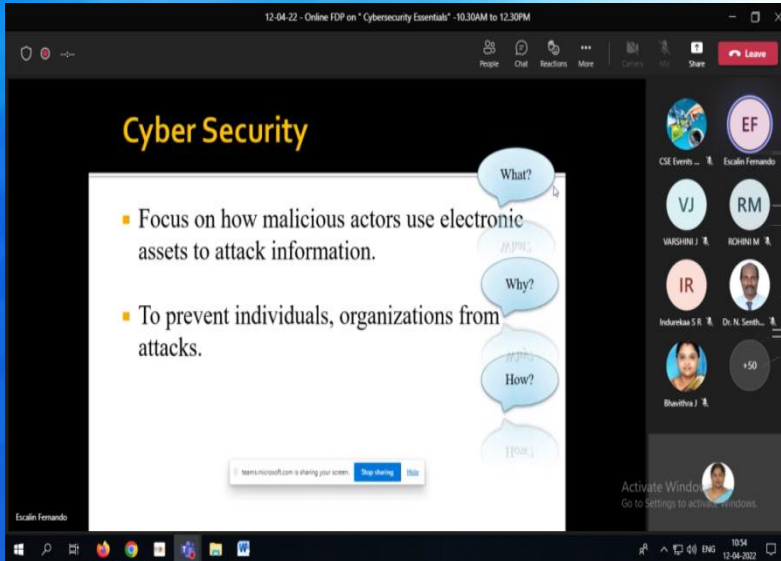 12-04-22 - Online FDP on " Cybersecurity Essentials" -10.30AM to 12.30PM
--:--
People
Chat
Reactions
More
Camera
Mic
Share
Leave
Cyber Security
What?
What?
Focus on how malicious actors use electronic
assets to attack information.
Why?
Why?
To prevent individuals, organizations from
attacks.
How?
How?
teams.microsoft.com is sharing your screen.
Stop sharing
Hide
Escalin Fernando
EF
CSE Events ...
Escalin Fernando
VJ
RM
VARSHINI J
ROHINI M
IR
Indurekaa S R
Dr. N. Senth...
+50
Bhavithra J
Activate Windows
Go to Settings to activate Windows.
ENG
10:54
12-04-2022